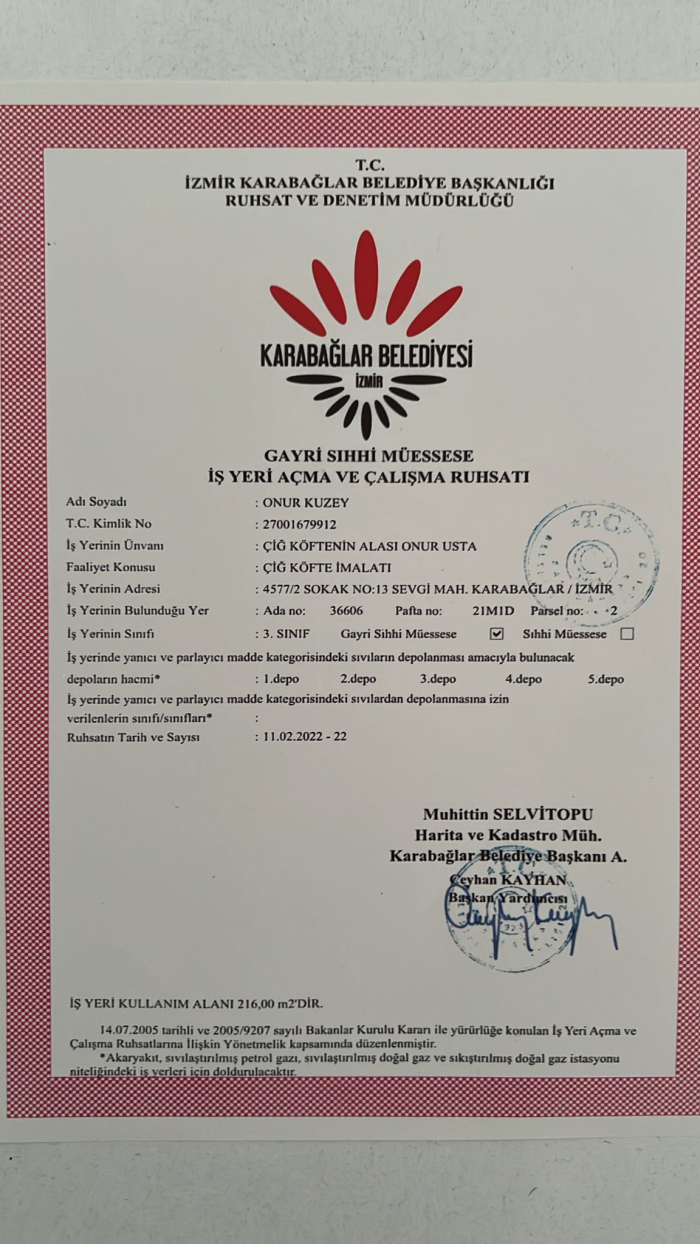 T.C.
İZMİR KARABAĞLAR BELEDİYE BAŞKANLIĞI
RUHSAT VE DENETİM MÜDÜRLÜĞÜ
KARABAĞLAR BELEDİYESİ
İZMİR
GAYRİ SIHHİ MÜESSESE
İŞ YERİ AÇMA VE ÇALIŞMA RUHSATI
Adı Soyadı : ONUR KUZEY
T.C. Kimlik No : 27001679912
İş Yerinin Ünvanı : ÇİĞ KÖFTENİN ALASI ONUR USTA
Faaliyet Konusu : ÇİĞ KÖFTE İMALATI
İş Yerinin Adresi : 4577/2 SOKAK NO:13 SEVGİ MAH. KARABAĞLAR / İZMİR
İş Yerinin Bulunduğu Yer : Ada no: 36606 Pafta no: 21M1D Parsel no: 2
İş Yerinin Sınıfı : 3. SINIF Gayri Sihhi Müessese Sıhhi Müessese
İş yerinde yanıcı ve parlayıcı madde kategorisindeki sıvıların depolanması amacıyla bulunacak
depoların hacmi* : 1.depo 2.depo 3.depo 4.depo 5.depo
İş yerinde yanıcı ve parlayıcı madde kategorisindeki sıvılardan depolanmasına izin
verilenlerin sınıfı/sınıfları* :
Ruhsatın Tarih ve Sayısı : 11.02.2022 - 22
T.C.
Muhittin SELVİTOPU
Harita ve Kadastro Müh.
Karabağlar Belediye Başkanı A.
Ceyhan KAYHAN
Başkan Yardımcısı
İŞ YERİ KULLANIM ALANI 216,00 m2'DİR.
14.07.2005 tarihli ve 2005/9207 sayılı Bakanlar Kurulu Kararı ile yürürlüğe konulan İş Yeri Açma ve
Çalışma Ruhsatlarına İlişkin Yönetmelik kapsamında düzenlenmiştir.
*Akaryakıt, sıvılaştırılmış petrol gazı, sıvılaştırılmış doğal gaz ve sıkıştırılmış doğal gaz istasyonu
niteliğindeki iş yerleri için doldurulacaktır.